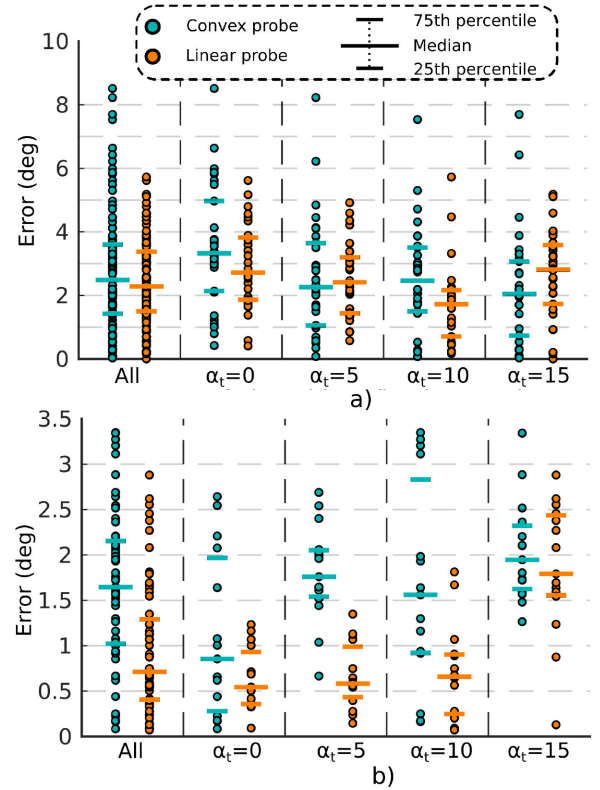 Convex probe
Linear probe
75th percentile
Median
25th percentile
Error (deg)
10
8
6
4
2
0
All
αt=0
αt=5
αt=10
αt=15
a)
Error (deg)
3.5
3
2.5
2
1.5
1
0.5
0
All
αt=0
αt=5
αt=10
αt=15
b)